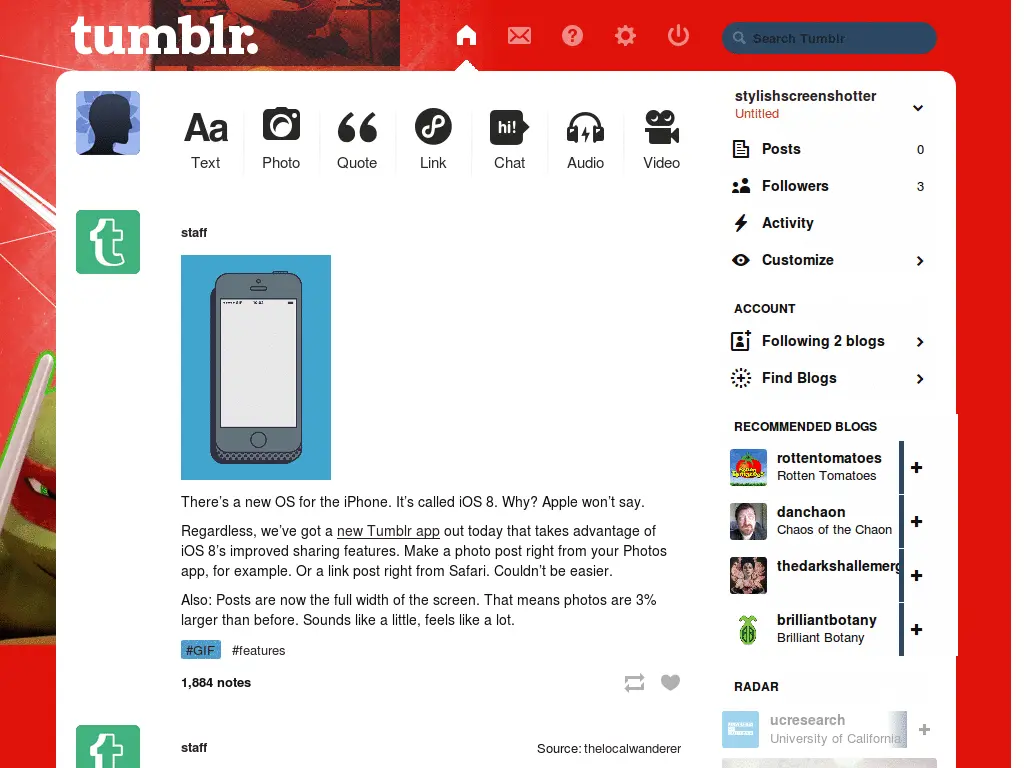 tumblr.
Search Tumblr
Aa
Text
Photo
Quote
Link
hi!
Chat
Audio
Video
staff
There's a new OS for the iPhone. It's called iOS 8. Why? Apple won't say.
Regardless, we've got a new Tumblr app out today that takes advantage of
iOS 8's improved sharing features. Make a photo post right from your Photos
app, for example. Or a link post right from Safari. Couldn't be easier.
Also: Posts are now the full width of the screen. That means photos are 3%
larger than before. Sounds like a little, feels like a lot.
#GIF #features
1,884 notes
staff
Source: thelocalwanderer
stylishscreenshotter
Untitled
Posts 0
Followers 3
Activity
Customize
ACCOUNT
Following 2 blogs
Find Blogs
RECOMMENDED BLOGS
rottentomatoes
Rotten Tomatoes
danchaon
Chaos of the Chaon
thedarkshallemerg
brilliantbotany
Brilliant Botany
RADAR
ucresearch
University of California